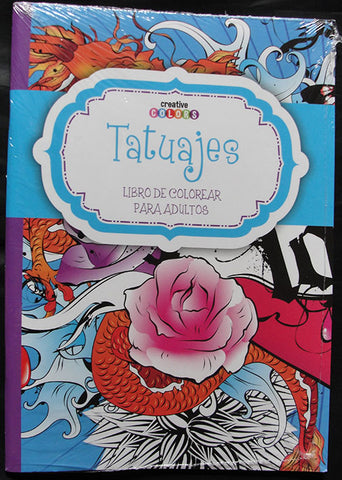 creative
COLORS
Tatuajes
LIBRO DE COLOREAR
PARA ADULTOS